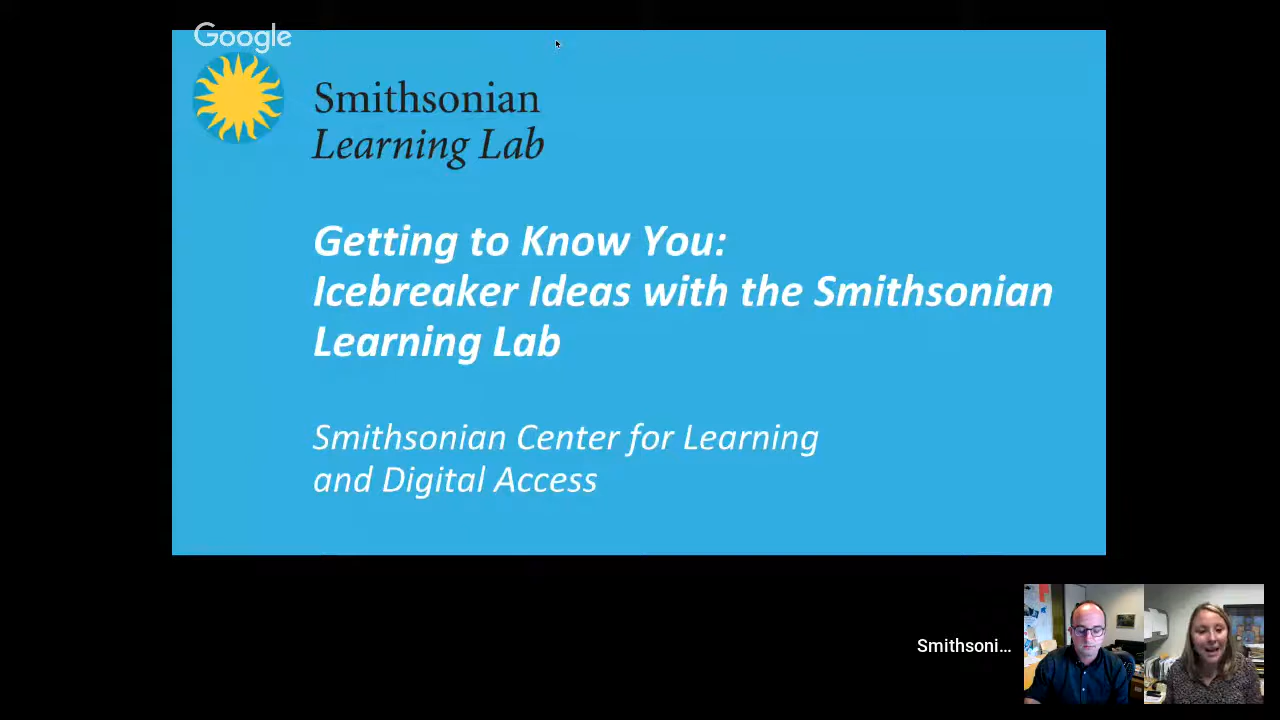 Google
Smithsonian
Learning Lab
Getting to Know You:
Icebreaker Ideas with the Smithsonian
Learning Lab
Smithsonian Center for Learning
and Digital Access
Smithsoni...